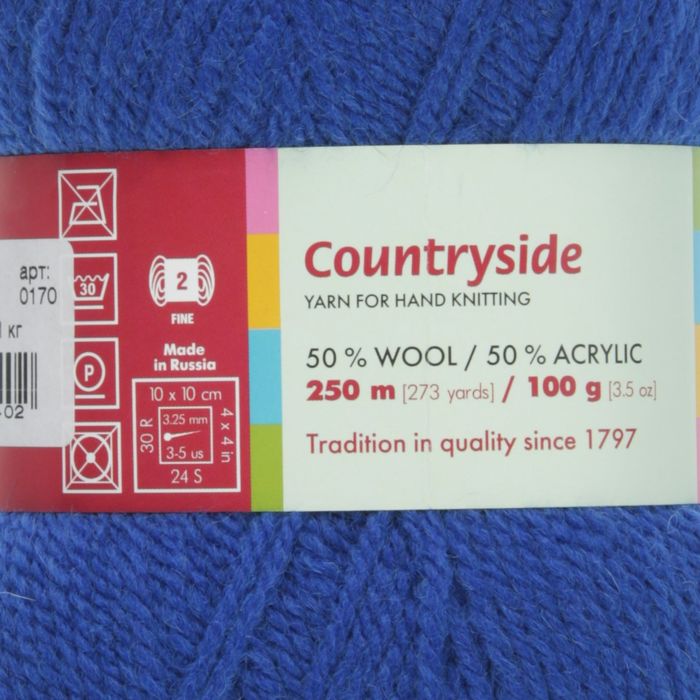 арт:
0170
кг
02
30
P
2
FINE
Made
in Russia
10 x 10 cm
30 R
3.25 mm
3-5 us
4 x 4 in
24 S
Countryside
YARN FOR HAND KNITTING
50 % WOOL / 50 % ACRYLIC
250 m [273 yards] / 100 g [3.5 oz]
Tradition in quality since 1797